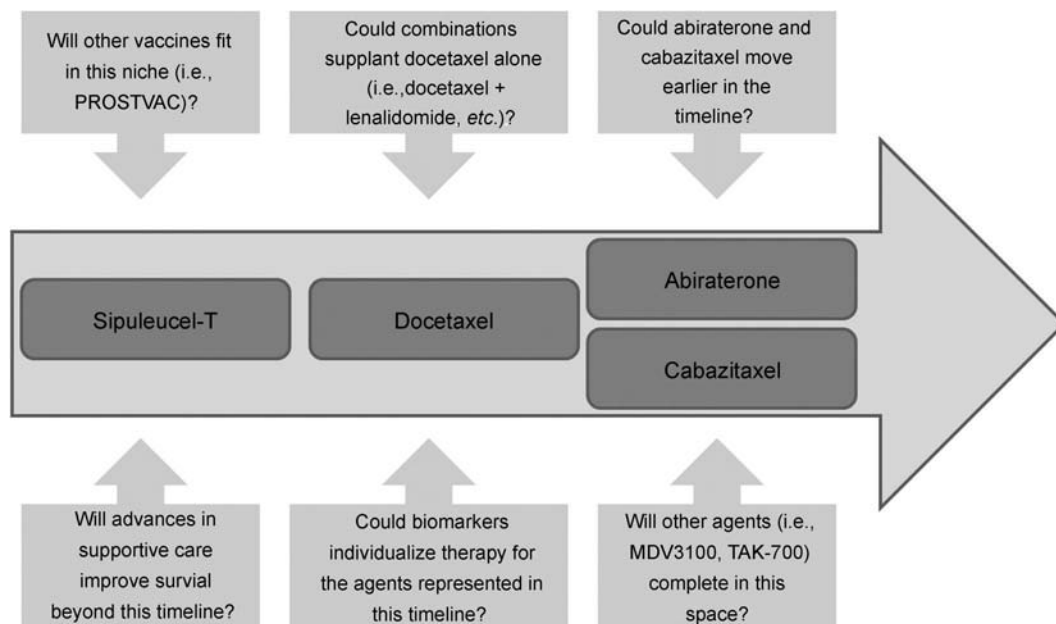 Will other vaccines fit
in this niche (i.e.,
PROSTVAC)?
Could combinations
supplant docetaxel alone
(i.e.,docetaxel +
lenalidomide, etc.)?
Could abiraterone and
cabazitaxel move
earlier in the
timeline?
Sipuleucel-T
Docetaxel
Abiraterone
Cabazitaxel
Will advances in
supportive care
improve survial
beyond this timeline?
Could biomarkers
individualize therapy for
the agents represented in
this timeline?
Will other agents (i.e.,
MDV3100, TAK-700)
complete in this
space?